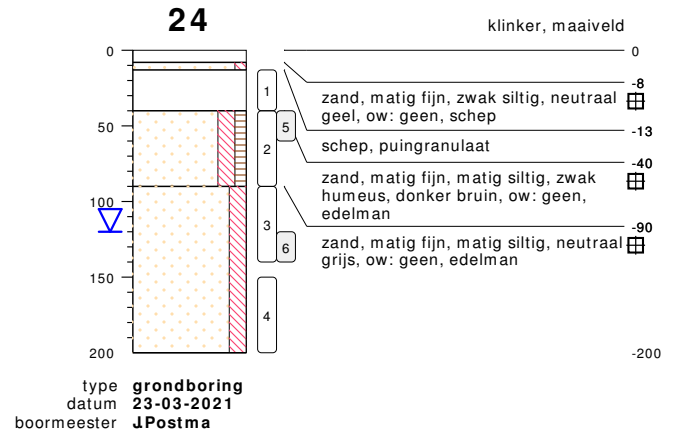 24
klinker, maaiveld
0
0
-8
zand, matig fijn, zwak siltig, neutraal
geel, ow: geen, schep
1
-13
50
5
schep, puingranulaat
2
-40
zand, matig fijn, matig siltig, zwak
humeus, donker bruin, ow: geen,
edelman
100
3
-90
6
zand, matig fijn, matig siltig, neutraal
grijs, ow: geen, edelman
150
4
200
-200
type grondboring
datum 23-03-2021
boormeester J.Postma